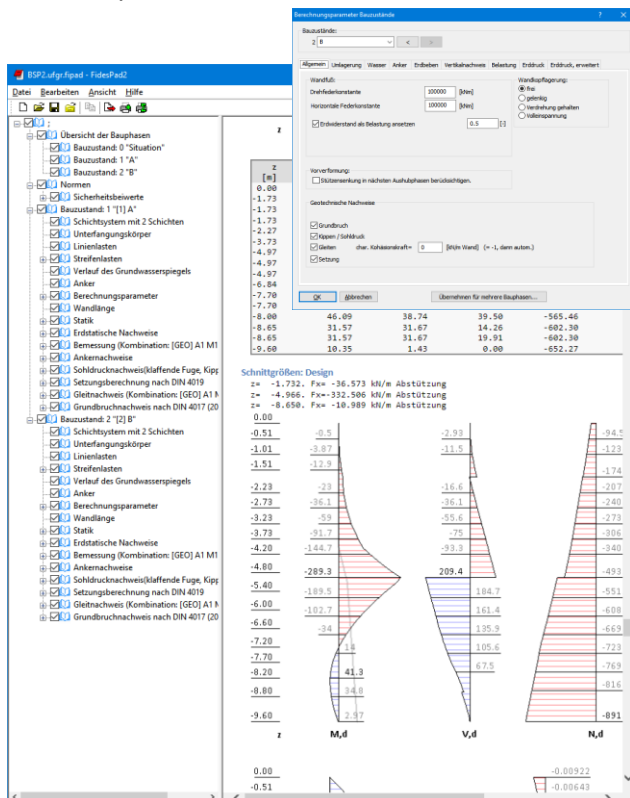 Berechnungsparameter Bauzustände
Bauzustände:
2 B
Allgemein Umlagerung Wasser Anker Erdbeben Vertikalnachweis Belastung Erddruck Erddruck, erweitert
Wandfuß:
Wandkopflagerung:
Drehfederkonstante 100000 [kNm]
frei
gelenkig
Horizontale Federkonstante 100000 [kNm]
Verdrehung gehalten
Volleinspannung
Erdwiderstand als Belastung ansetzen 0.5 [-]
Vorverformung:
Stützensenkung in nächsten Aushubphasen berücksichtigen.
Geotechnische Nachweise
Grundbruch
Kippen / Sohldruck
Gleiten char. Kohäsionskraft= 0 [kN/m Wand] (= -1, dann autom.)
Setzung
OK Abbrechen Übernehmen für mehrere Bauphasen...
BSP2.ufgr.fipad - FidesPad2
Datei Bearbeiten Ansicht Hilfe
;
Übersicht der Bauphasen
Bauzustand: 0 "Situation"
Bauzustand: 1 "A"
Bauzustand: 2 "B"
Normen
Sicherheitsbeiwerte
Bauzustand: 1 "[1] A"
Schichtsystem mit 2 Schichten
Unterfangungskörper
Linienlasten
Streifenlasten
Verlauf des Grundwasserspiegels
Anker
Berechnungsparameter
Wandlänge
Statik
Erdstatische Nachweise
Bemessung (Kombination: [GEO] A1 M1
Ankernachweise
Sohldrucknachweis(klaffende Fuge, Kipp
Setzungsberechnung nach DIN 4019
Gleitnachweis (Kombination: [GEO] A1 M
Grundbruchnachweis nach DIN 4017 (20
Bauzustand: 2 "[2] B"
Schichtsystem mit 2 Schichten
Unterfangungskörper
Linienlasten
Streifenlasten
Verlauf des Grundwasserspiegels
Anker
Berechnungsparameter
Wandlänge
Statik
Erdstatische Nachweise
Bemessung (Kombination: [GEO] A1 M1
Ankernachweise
Sohldrucknachweis(klaffende Fuge, Kipp
Setzungsberechnung nach DIN 4019
Gleitnachweis (Kombination: [GEO] A1 M
Grundbruchnachweis nach DIN 4017 (20
z
z
[m]
0.00
-1.73
-1.73
-1.73
-2.27
-3.73
-4.97
-4.97
-4.97
-6.84
-7.70
-7.70
-8.00 46.09 38.74 39.50 -565.46
-8.65 31.57 31.67 14.26 -602.30
-8.65 31.57 31.67 19.91 -602.30
-9.60 10.35 1.43 0.00 -652.27
Schnittgrößen: Design
z= -1.732. Fx= -36.573 kN/m Abstützung
z= -4.966. Fx=-332.506 kN/m Abstützung
z= -8.650. Fx= -10.989 kN/m Abstützung
0.00
-0.51 -0.5 -2.93 -94.5
-1.01 -3.87 -11.5 -123
-1.51 -12.9 -174
-2.23 -23 -16.6 -207
-2.73 -36.1 -36.1 -240
-3.23 -59 -55.6 -273
-3.73 -91.7 -75 -306
-4.20 -144.7 -93.3 -340
-4.80 -289.3 209.4 -493
-5.40 -189.5 184.7 -551
-6.00 -102.7 161.4 -608
-6.60 -34 135.9 -669
-7.20 14 105.6 -723
-7.70 67.5 -769
-8.20 41.3
-8.80 34.8 -816
-9.60 2.97 -891
z M,d V,d N,d
0.00 -0.00922
-0.51 -0.00643